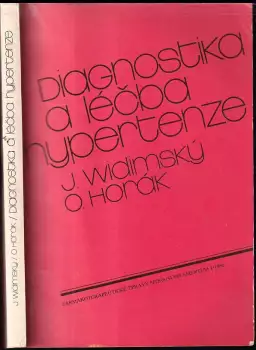 Diagnostika
a léčba
hypertenze
J. Widimský
O. Horák
J. Widimský / O. Horák / Diagnostika a léčba hypertenze